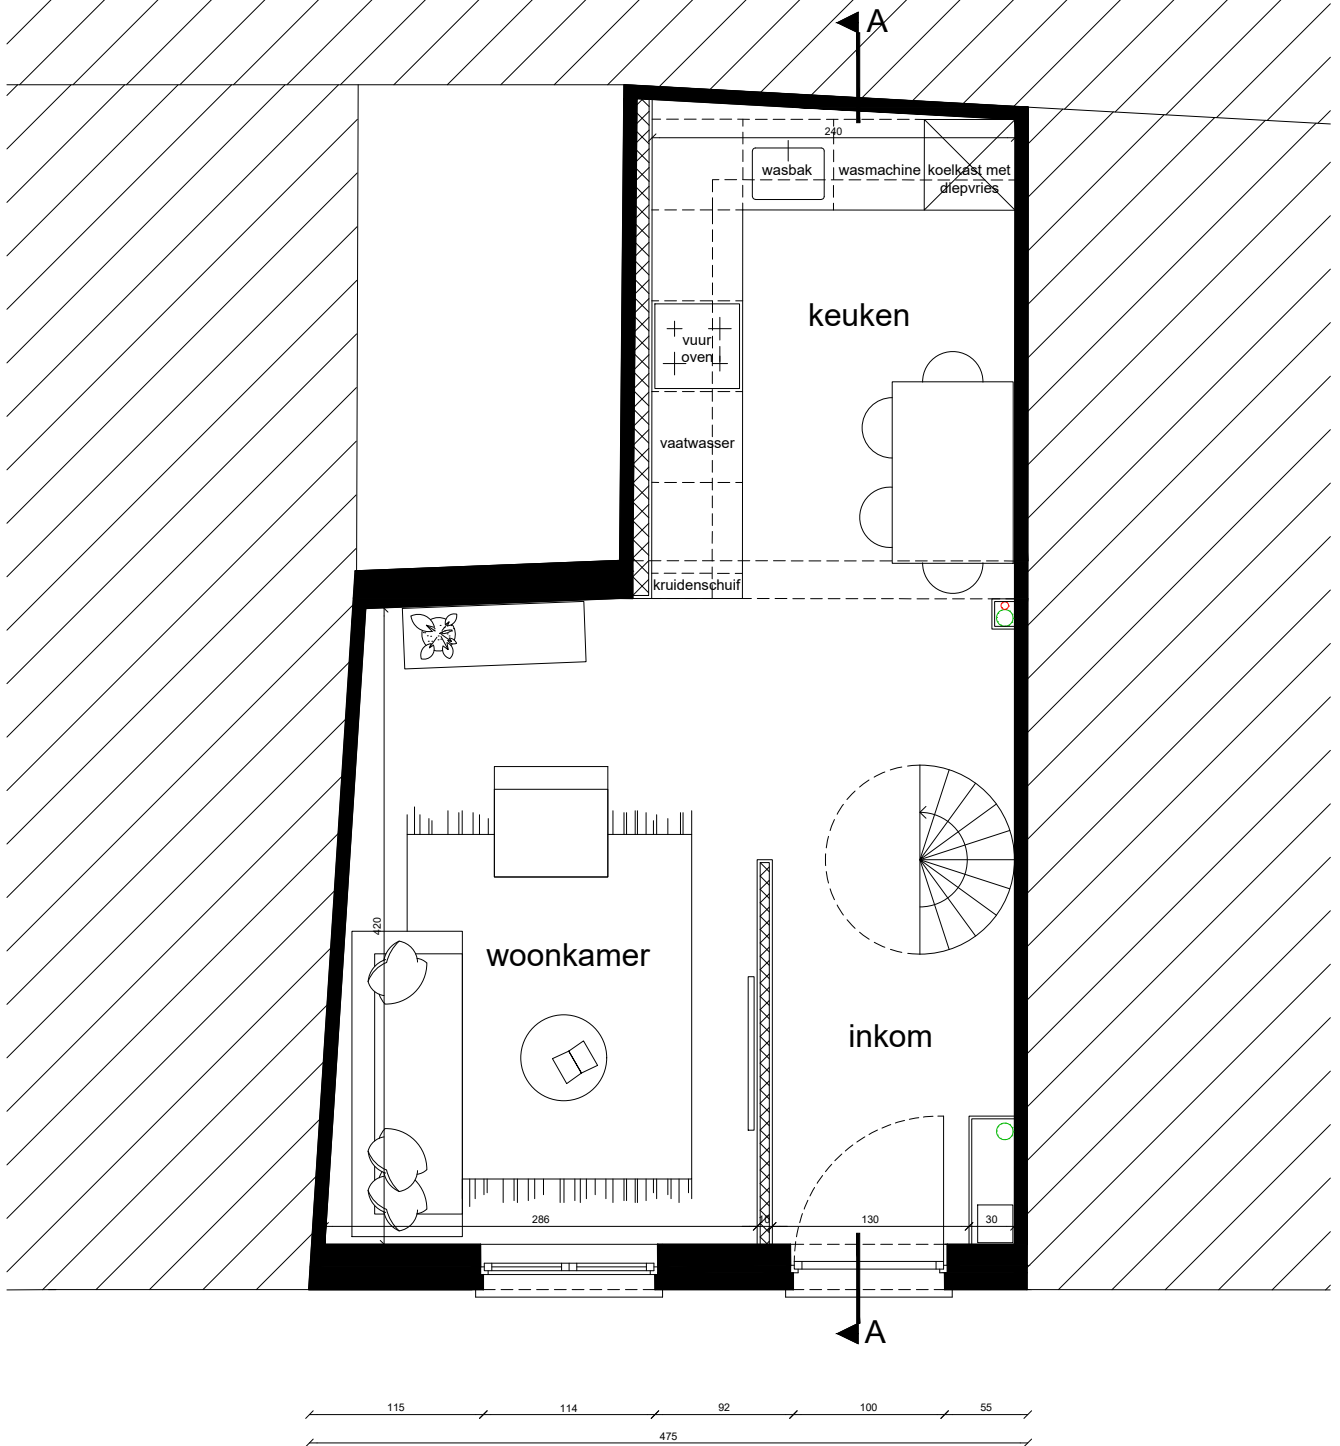 A
240
wasbak
wasmachine
koelkast met
diepvries
keuken
vuur
oven
vaatwasser
kruidenschuif
420
woonkamer
inkom
286
10
130
30
A
115
114
92
100
55
475